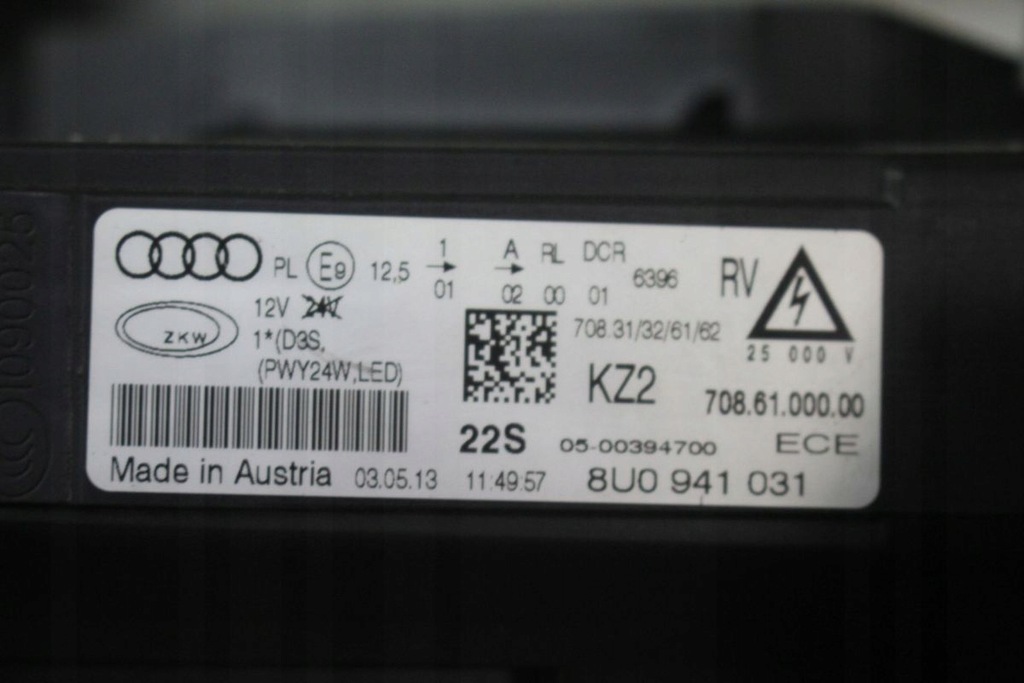 PL E9 12,5 1 → 01 A → 02 RL 00 DCR 01 6396 RV
12V 24V
ZKW
1*(D3S,
(PWY24W,LED)
708.31/32/61/62
25 000 V
KZ2
708.61.000.00
22S 05-00394700 ECE
Made in Austria 03.05.13 11:49:57 8U0 941 031
1090025